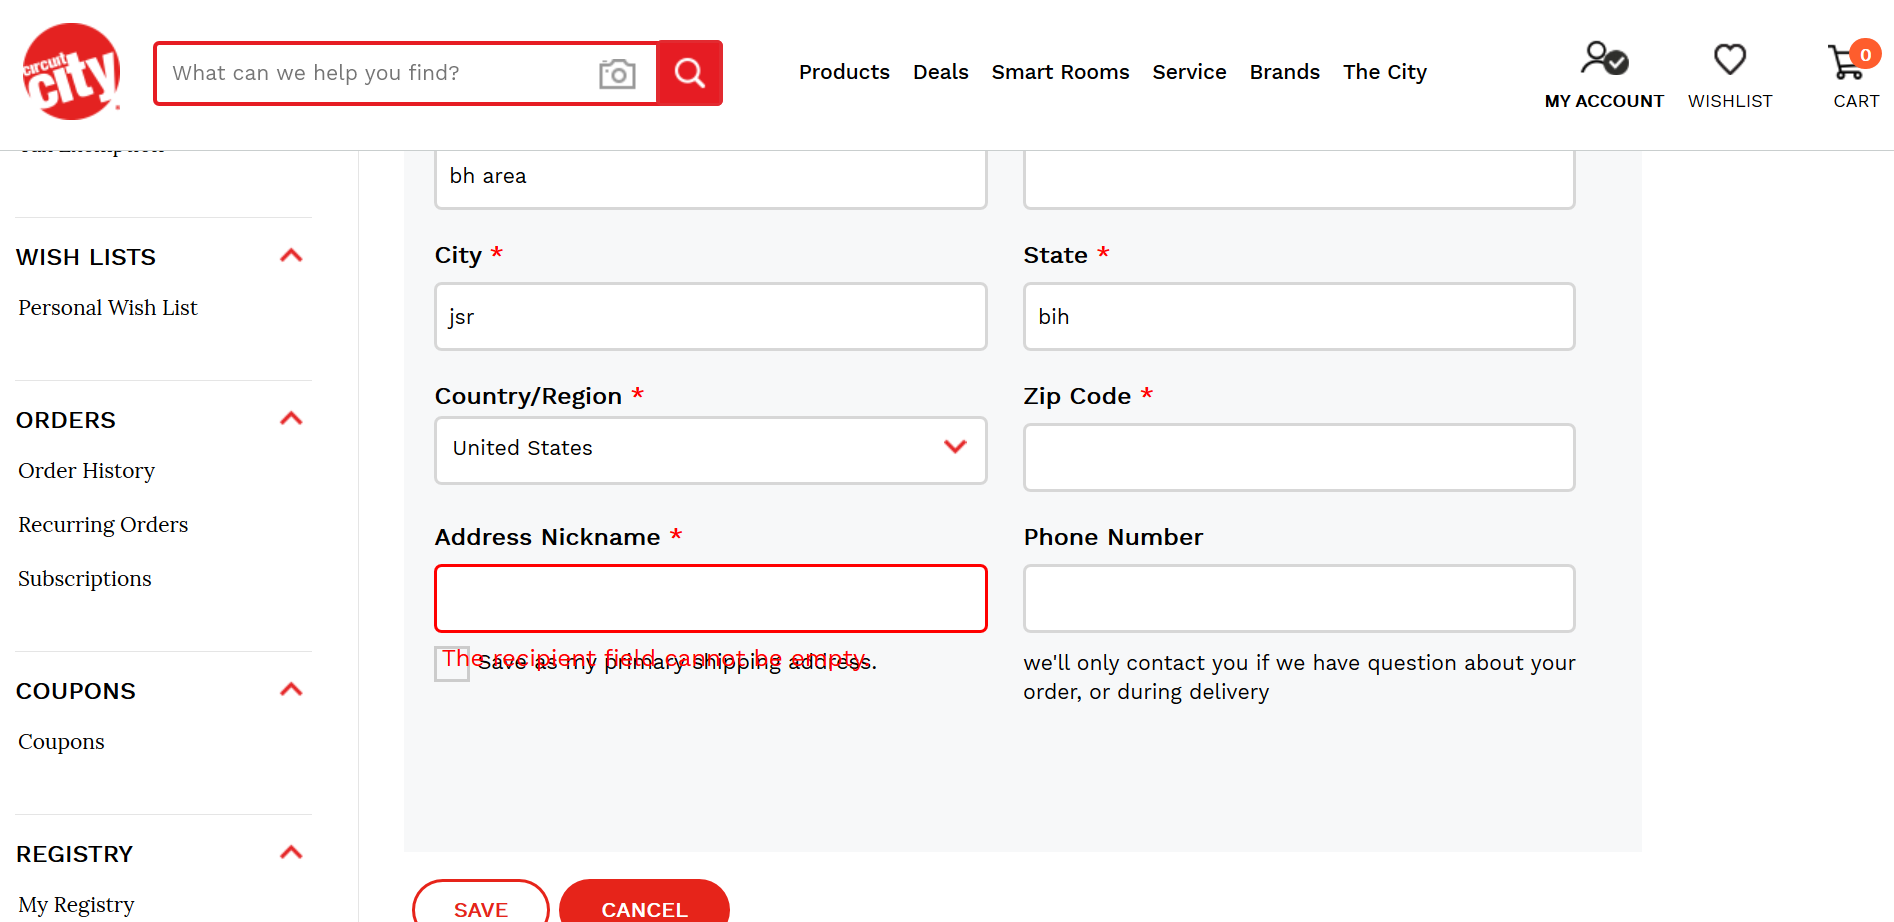 circuit
city
What can we help you find?
Products
Deals
Smart Rooms
Service
Brands
The City
MY ACCOUNT
WISHLIST
0
CART
Tax Exemption
WISH LISTS
Personal Wish List
ORDERS
Order History
Recurring Orders
Subscriptions
COUPONS
Coupons
REGISTRY
My Registry
bh area
City *
jsr
State *
bih
Country/Region *
United States
Zip Code *
Address Nickname *
The recipient field cannot be empty.
Save as my primary shipping address.
Phone Number
we'll only contact you if we have question about your
order, or during delivery
SAVE
CANCEL